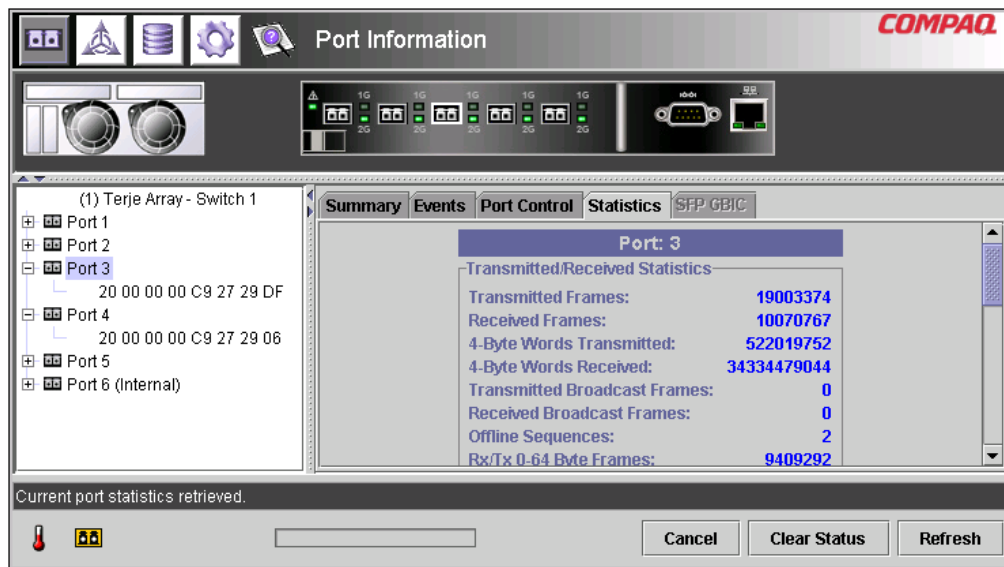 Port Information
COMPAQ
1G 1G 1G 1G 1G
2G 2G 2G 2G 2G
(1) Terje Array - Switch 1
Port 1
Port 2
Port 3
20 00 00 00 C9 27 29 DF
Port 4
20 00 00 00 C9 27 29 06
Port 5
Port 6 (Internal)
Summary Events Port Control Statistics SFP GBIC
Port: 3
Transmitted/Received Statistics
Transmitted Frames: 19003374
Received Frames: 10070767
4-Byte Words Transmitted: 522019752
4-Byte Words Received: 34334479044
Transmitted Broadcast Frames: 0
Received Broadcast Frames: 0
Offline Sequences: 2
Rx/Tx 0-64 Byte Frames: 9409292
Current port statistics retrieved.
Cancel Clear Status Refresh